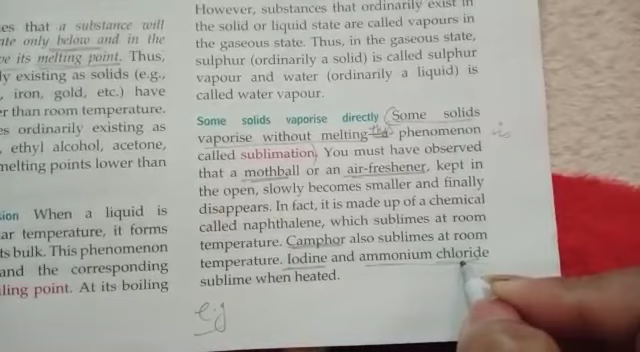 es that a substance will
ate only below and in the
ve its melting point. Thus,
ly existing as solids (e.g.,
, iron, gold, etc.) have
er than room temperature.
es ordinarily existing as
, ethyl alcohol, acetone,
melting points lower than
sion When a liquid is
ar temperature, it forms
ts bulk. This phenomenon
and the corresponding
ling point. At its boiling
However, substances that ordinarily exist in
the solid or liquid state are called vapours in
the gaseous state. Thus, in the gaseous state,
sulphur (ordinarily a solid) is called sulphur
vapour and water (ordinarily a liquid) is
called water vapour.
Some solids vaporise directly (Some solids
vaporise without melting the phenomenon is
called sublimation) You must have observed
that a mothball or an air-freshener, kept in
the open, slowly becomes smaller and finally
disappears. In fact, it is made up of a chemical
called naphthalene, which sublimes at room
temperature. Camphor also sublimes at room
temperature. Iodine and ammonium chloride
sublime when heated.
e.g